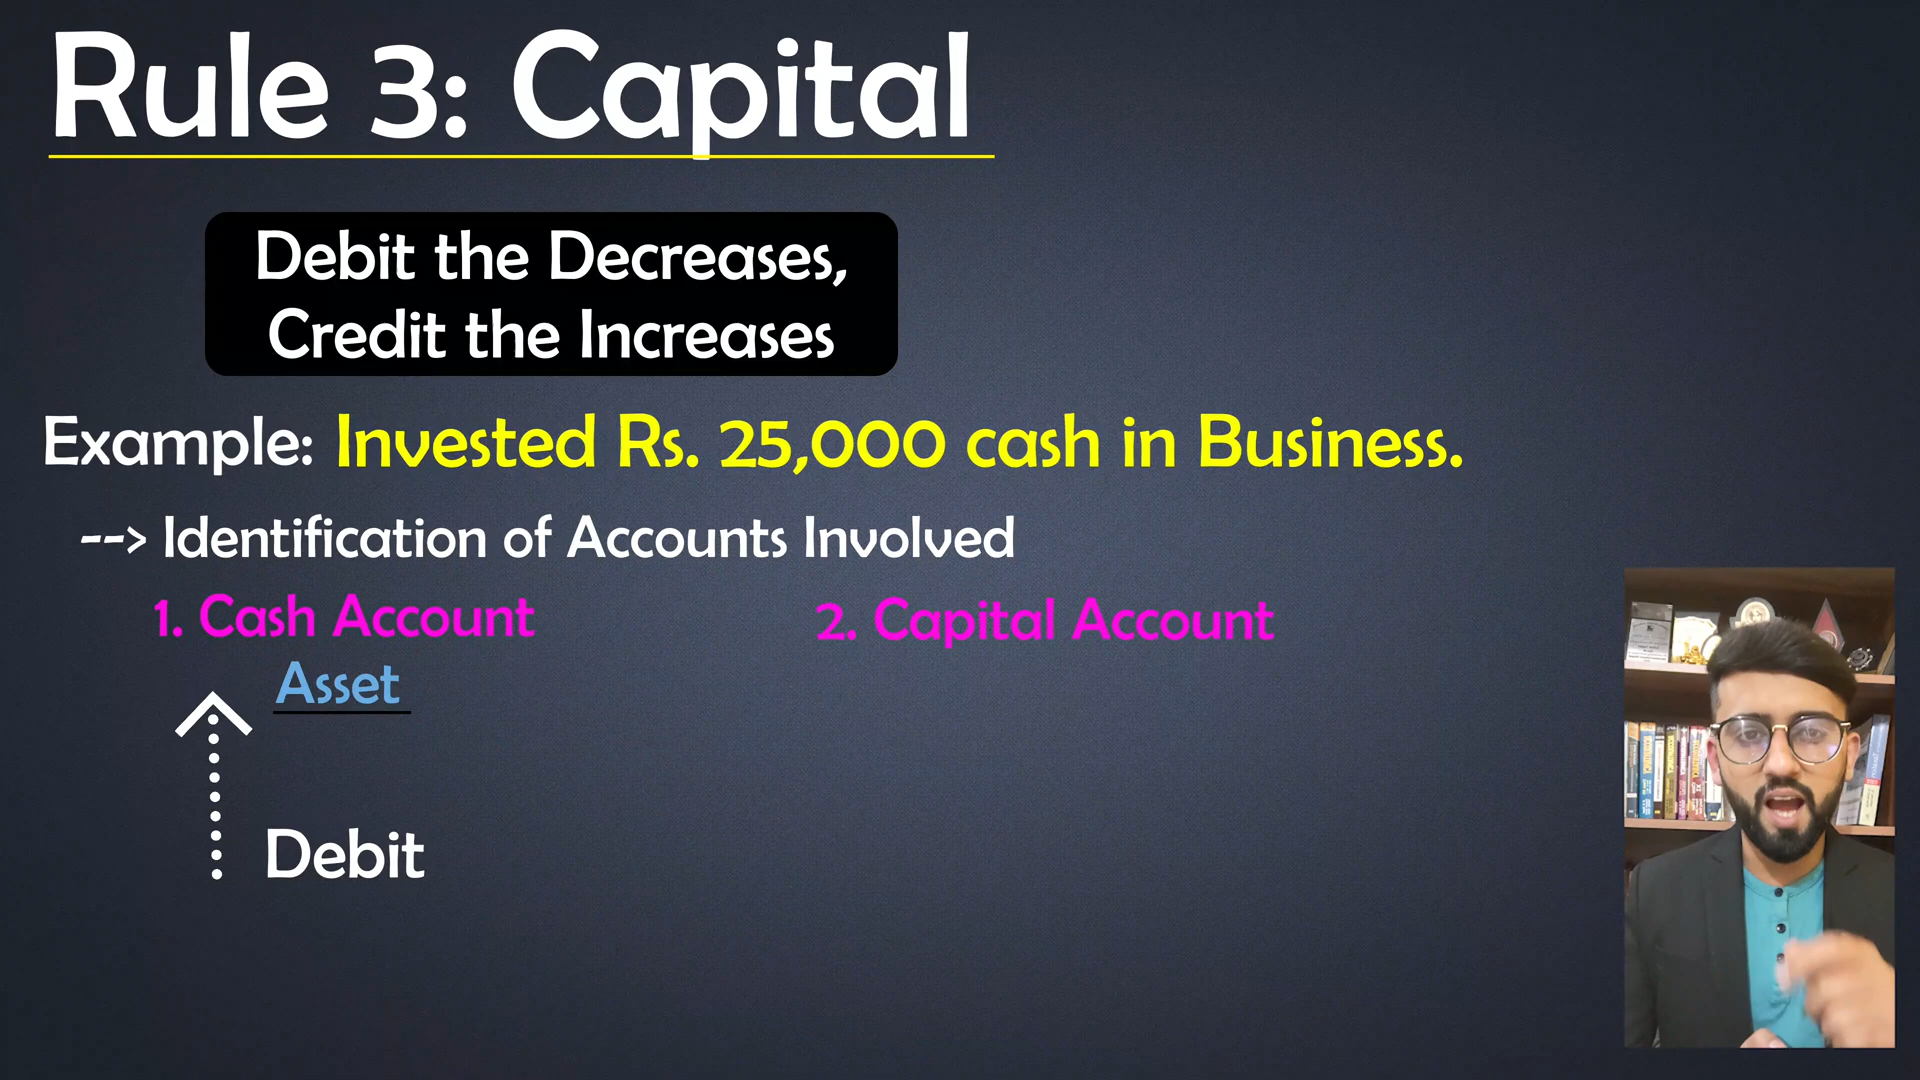 Rule 3: Capital
Debit the Decreases,
Credit the Increases
Example: Invested Rs. 25,000 cash in Business.
--> Identification of Accounts Involved
1. Cash Account
2. Capital Account
Asset
Debit